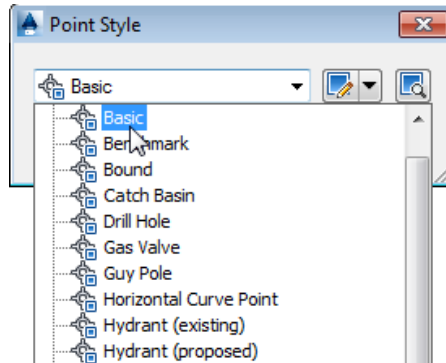 Point Style
Basic
Basic
Benchmark
Bound
Catch Basin
Drill Hole
Gas Valve
Guy Pole
Horizontal Curve Point
Hydrant (existing)
Hydrant (proposed)